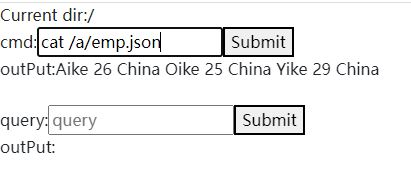 Current dir:/
cmd:cat /a/emp.json Submit
outPut:Aike 26 China Oike 25 China Yike 29 China
query:query Submit
outPut: